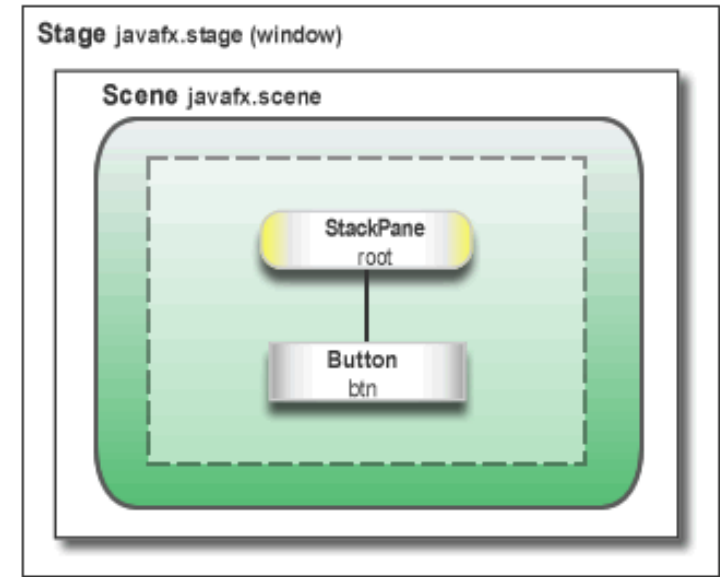 Stage javafx.stage (window)
Scene javafx.scene
StackPane
root
Button
btn